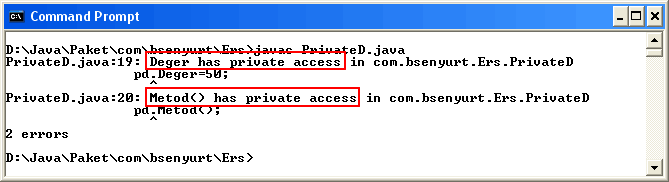 Command Prompt
D:\Java\Paket\com\bsenyurt\Ers>javac PrivateD.java
PrivateD.java:19: Deger has private access in com.bsenyurt.Ers.PrivateD
pd.Deger=50;
^
PrivateD.java:20: Metod() has private access in com.bsenyurt.Ers.PrivateD
pd.Metod();
^
2 errors
D:\Java\Paket\com\bsenyurt\Ers>